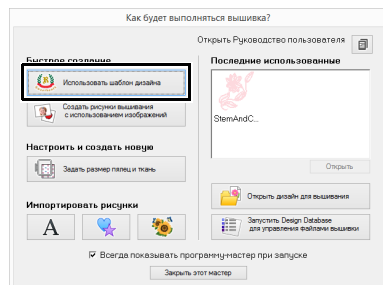 Как будет выполняться вышивка?
Открыть Руководство пользователя
Быстрое создание
Использовать шаблон дизайна
Создать рисунки вышивания
с использованием изображений
Настроить и создать новую
Задать размер пялец и ткань
Импортировать рисунки
A
Последние использованные
StemAndC...
Открыть
Открыть дизайн для вышивания
Запустить Design Database
для управления файлами вышивки
Всегда показывать программу-мастер при запуске
Закрыть этот мастер